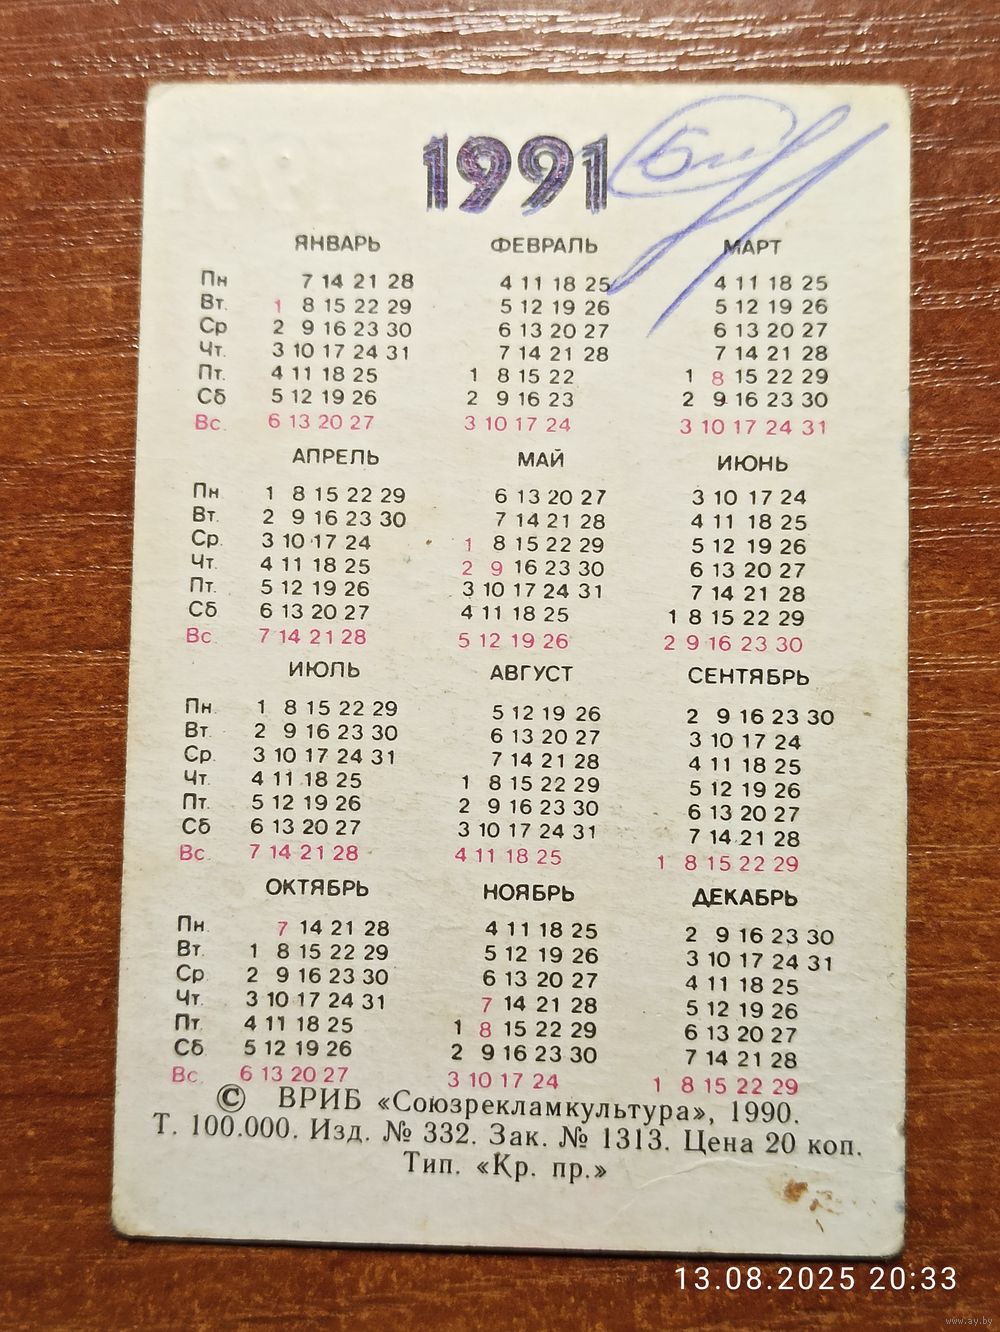 1991
ЯНВАРЬ ФЕВРАЛЬ МАРТ
Пн 7 14 21 28 4 11 18 25 4 11 18 25
Вт. 1 8 15 22 29 5 12 19 26 5 12 19 26
Ср 2 9 16 23 30 6 13 20 27 6 13 20 27
Чт. 3 10 17 24 31 7 14 21 28 7 14 21 28
Пт. 4 11 18 25 1 8 15 22 1 8 15 22 29
Сб 5 12 19 26 2 9 16 23 2 9 16 23 30
Вс. 6 13 20 27 3 10 17 24 3 10 17 24 31
АПРЕЛЬ МАЙ ИЮНЬ
Пн 1 8 15 22 29 6 13 20 27 3 10 17 24
Вт. 2 9 16 23 30 7 14 21 28 4 11 18 25
Ср. 3 10 17 24 1 8 15 22 29 5 12 19 26
Чт. 4 11 18 25 2 9 16 23 30 6 13 20 27
Пт. 5 12 19 26 3 10 17 24 31 7 14 21 28
Сб 6 13 20 27 4 11 18 25 1 8 15 22 29
Вс. 7 14 21 28 5 12 19 26 2 9 16 23 30
ИЮЛЬ АВГУСТ СЕНТЯБРЬ
Пн. 1 8 15 22 29 5 12 19 26 2 9 16 23 30
Вт. 2 9 16 23 30 6 13 20 27 3 10 17 24
Ср. 3 10 17 24 31 7 14 21 28 4 11 18 25
Чт. 4 11 18 25 1 8 15 22 29 5 12 19 26
Пт. 5 12 19 26 2 9 16 23 30 6 13 20 27
Сб 6 13 20 27 3 10 17 24 31 7 14 21 28
Вс. 7 14 21 28 4 11 18 25 1 8 15 22 29
ОКТЯБРЬ НОЯБРЬ ДЕКАБРЬ
Пн. 7 14 21 28 4 11 18 25 2 9 16 23 30
Вт. 1 8 15 22 29 5 12 19 26 3 10 17 24 31
Ср 2 9 16 23 30 6 13 20 27 4 11 18 25
Чт. 3 10 17 24 31 7 14 21 28 5 12 19 26
Пт. 4 11 18 25 1 8 15 22 29 6 13 20 27
Сб 5 12 19 26 2 9 16 23 30 7 14 21 28
Вс. 6 13 20 27 3 10 17 24 1 8 15 22 29
© ВРИБ «Союзрекламкультура», 1990.
Т. 100.000. Изд. № 332. Зак. № 1313. Цена 20 коп.
Тип. «Кр. пр.»
13.08.2025 20:33
www.ay.by